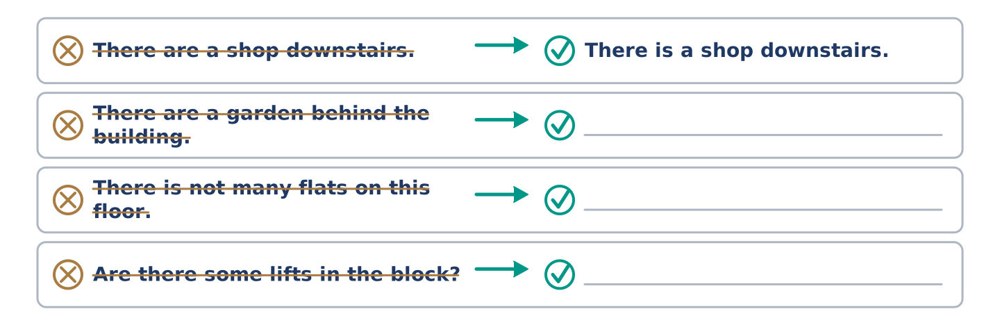 There are a shop downstairs.
There is a shop downstairs.
There are a garden behind the
building.
There is not many flats on this
floor.
Are there some lifts in the block?